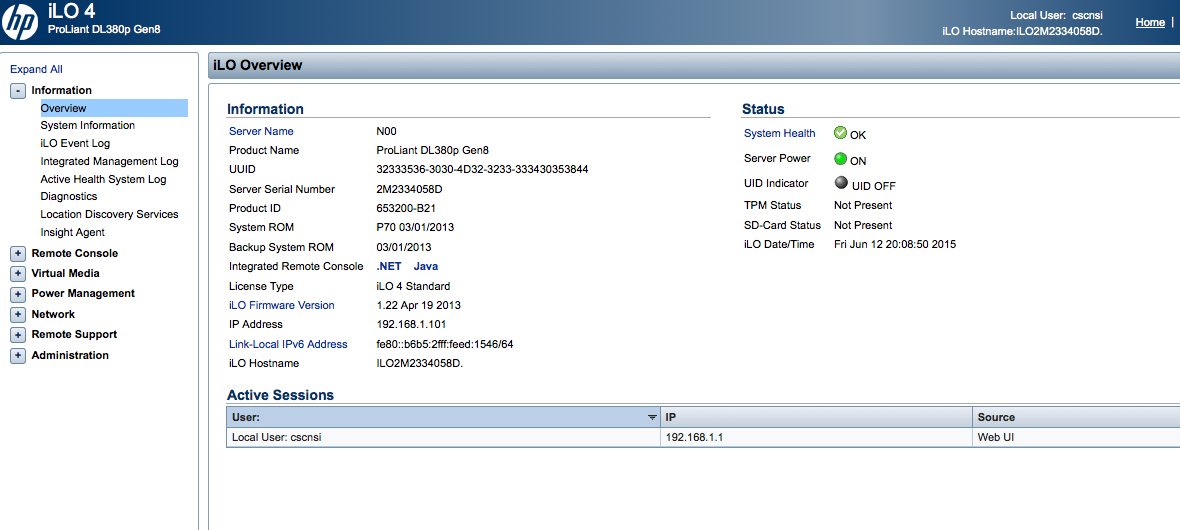 hp
iLO 4
ProLiant DL380p Gen8
Local User: cscnsi
iLO Hostname:ILO2M2334058D.
Home |
Expand All
- Information
Overview
System Information
iLO Event Log
Integrated Management Log
Active Health System Log
Diagnostics
Location Discovery Services
Insight Agent
+ Remote Console
+ Virtual Media
+ Power Management
+ Network
+ Remote Support
+ Administration
iLO Overview
Information
Server Name N00
Product Name ProLiant DL380p Gen8
UUID 32333536-3030-4D32-3233-333430353844
Server Serial Number 2M2334058D
Product ID 653200-B21
System ROM P70 03/01/2013
Backup System ROM 03/01/2013
Integrated Remote Console .NET Java
License Type iLO 4 Standard
iLO Firmware Version 1.22 Apr 19 2013
IP Address 192.168.1.101
Link-Local IPv6 Address fe80::b6b5:2fff:feed:1546/64
iLO Hostname ILO2M2334058D.
Status
System Health OK
Server Power ON
UID Indicator UID OFF
TPM Status Not Present
SD-Card Status Not Present
iLO Date/Time Fri Jun 12 20:08:50 2015
Active Sessions
User: IP Source
Local User: cscnsi 192.168.1.1 Web UI